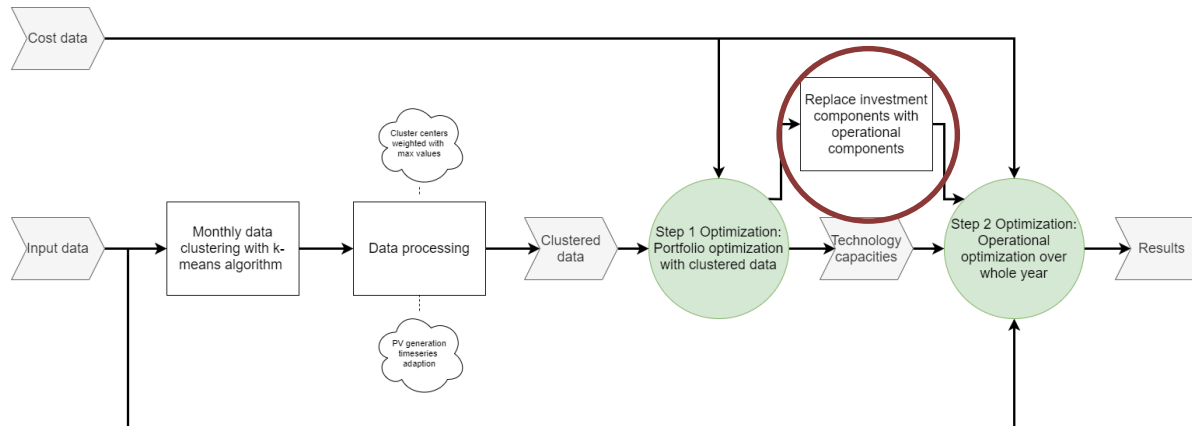 Cost data
Replace investment
components with
operational
components
Cluster centers
weighted with
max values
Input data
Monthly data
clustering with k-
means algorithm
Data processing
Clustered
data
Step 1 Optimization:
Portfolio optimization
with clustered data
Technology
capacities
Step 2 Optimization:
Operational
optimization over
whole year
Results
PV generation
timeseries
adaption